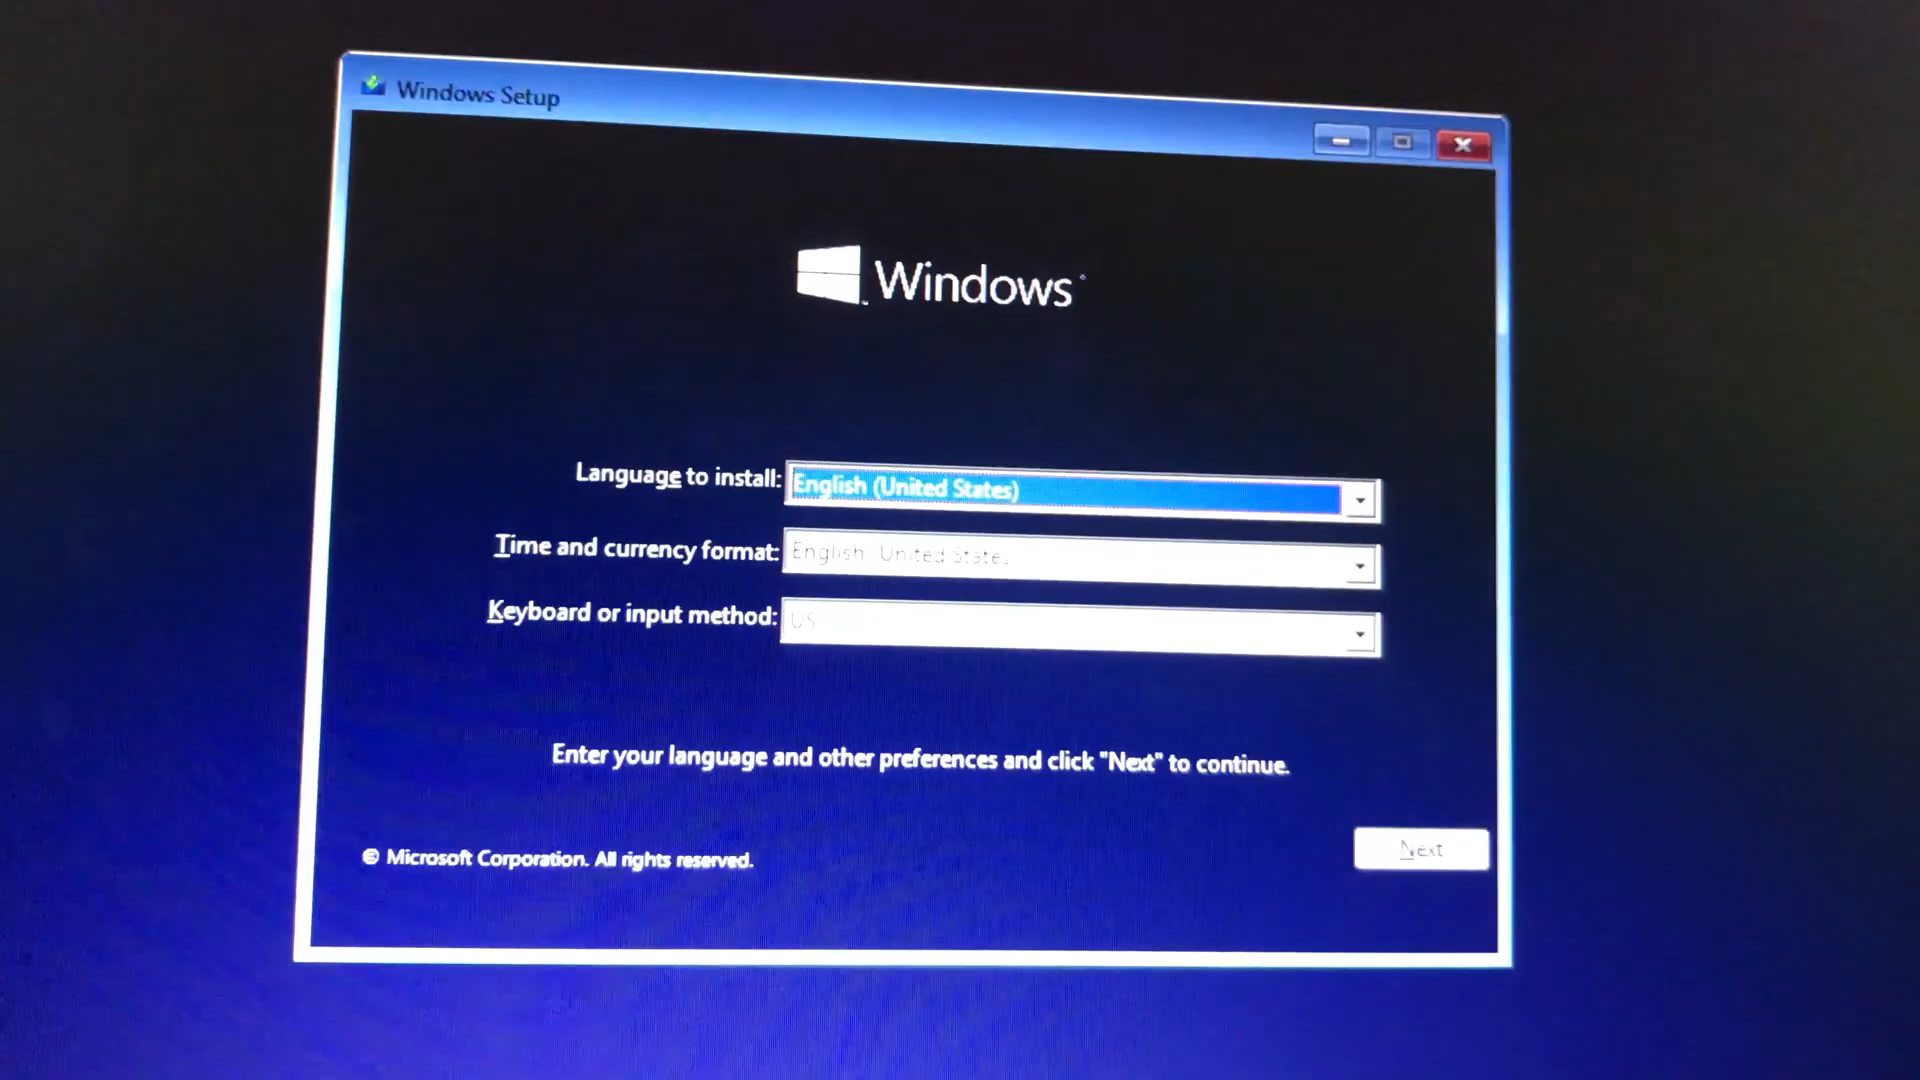 Windows Setup
Windows
Language to install: English (United States)
Time and currency format: English (United States)
Keyboard or input method: US
Enter your language and other preferences and click "Next" to continue.
© Microsoft Corporation. All rights reserved.
Next